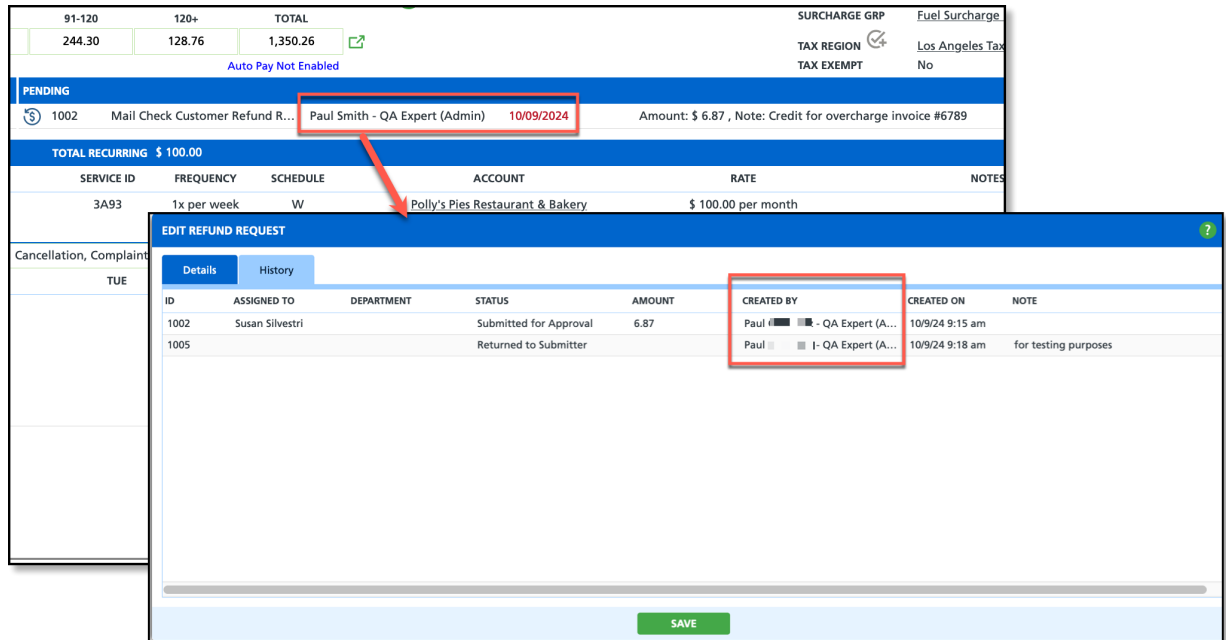 91-120 120+ TOTAL SURCHARGE GRP Fuel Surcharge
244.30 128.76 1,350.26 TAX REGION Los Angeles Tax
Auto Pay Not Enabled TAX EXEMPT No
PENDING
1002 Mail Check Customer Refund R... Paul Smith - QA Expert (Admin) 10/09/2024 Amount: $ 6.87 , Note: Credit for overcharge invoice #6789
TOTAL RECURRING $ 100.00
SERVICE ID FREQUENCY SCHEDULE ACCOUNT RATE NOTES
3A93 1x per week W Polly's Pies Restaurant & Bakery $ 100.00 per month
Cancellation, Complaint
TUE
EDIT REFUND REQUEST ?
Details History
ID ASSIGNED TO DEPARTMENT STATUS AMOUNT CREATED BY CREATED ON NOTE
1002 Susan Silvestri Submitted for Approval 6.87 Paul - QA Expert (A... 10/9/24 9:15 am
1005 Returned to Submitter Paul - QA Expert (A... 10/9/24 9:18 am for testing purposes
SAVE